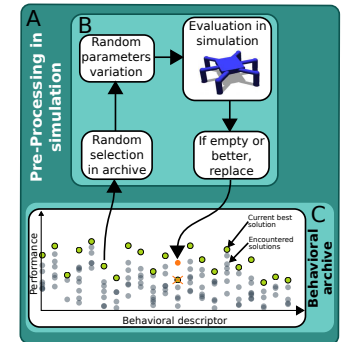 A
Pre-Processing in
simulation
B
Random
parameters
variation
Evaluation in
simulation
Random
selection
in archive
If empty or
better,
replace
C
Behavioral
archive
Performance
Current best
solution
Encountered
solutions
Behavioral descriptor